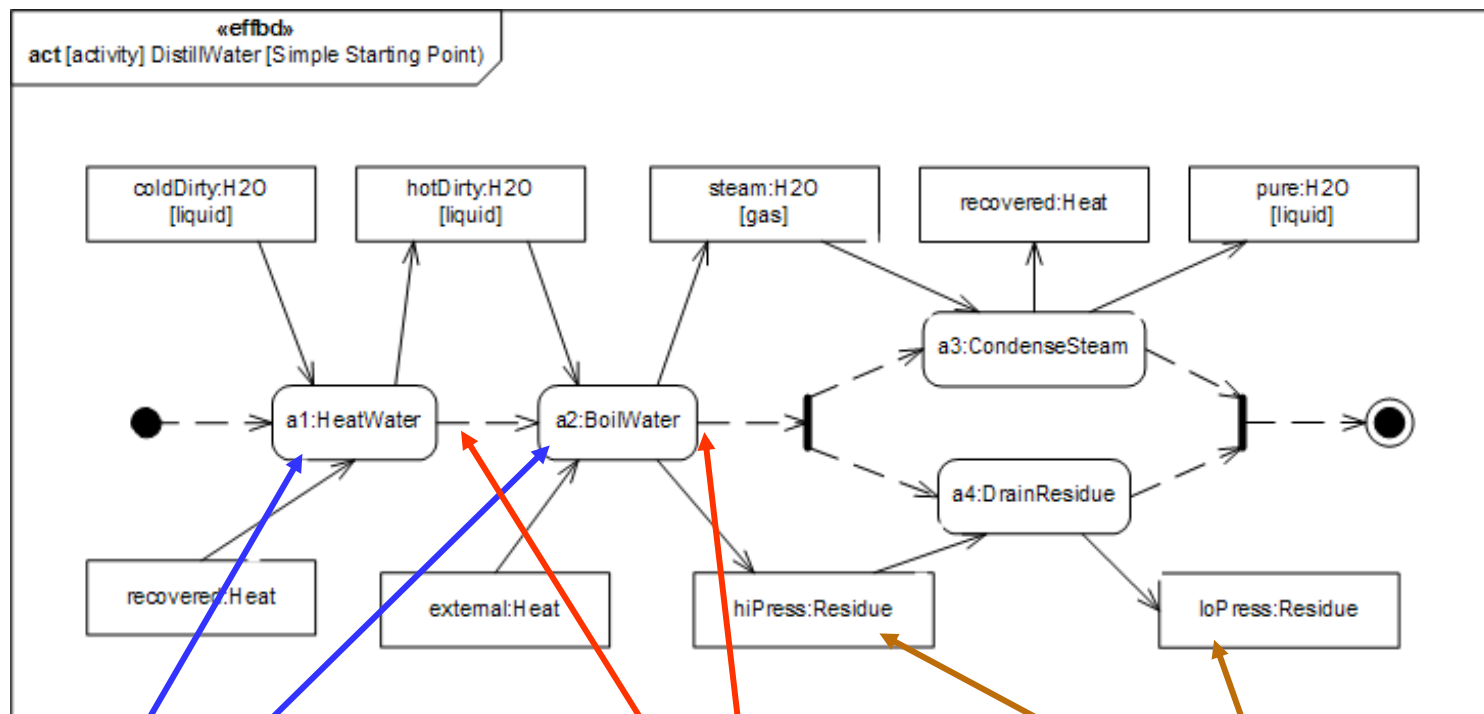 «effbd»
act [activity] DistillWater [Simple Starting Point)
coldDirty:H2O
[liquid]
hotDirty:H2O
[liquid]
steam:H2O
[gas]
recovered:Heat
pure:H2O
[liquid]
a3:CondenseSteam
a1:HeatWater
a2:BoilWater
a4:DrainResidue
recovered:Heat
external:Heat
hiPress:Residue
loPress:Residue